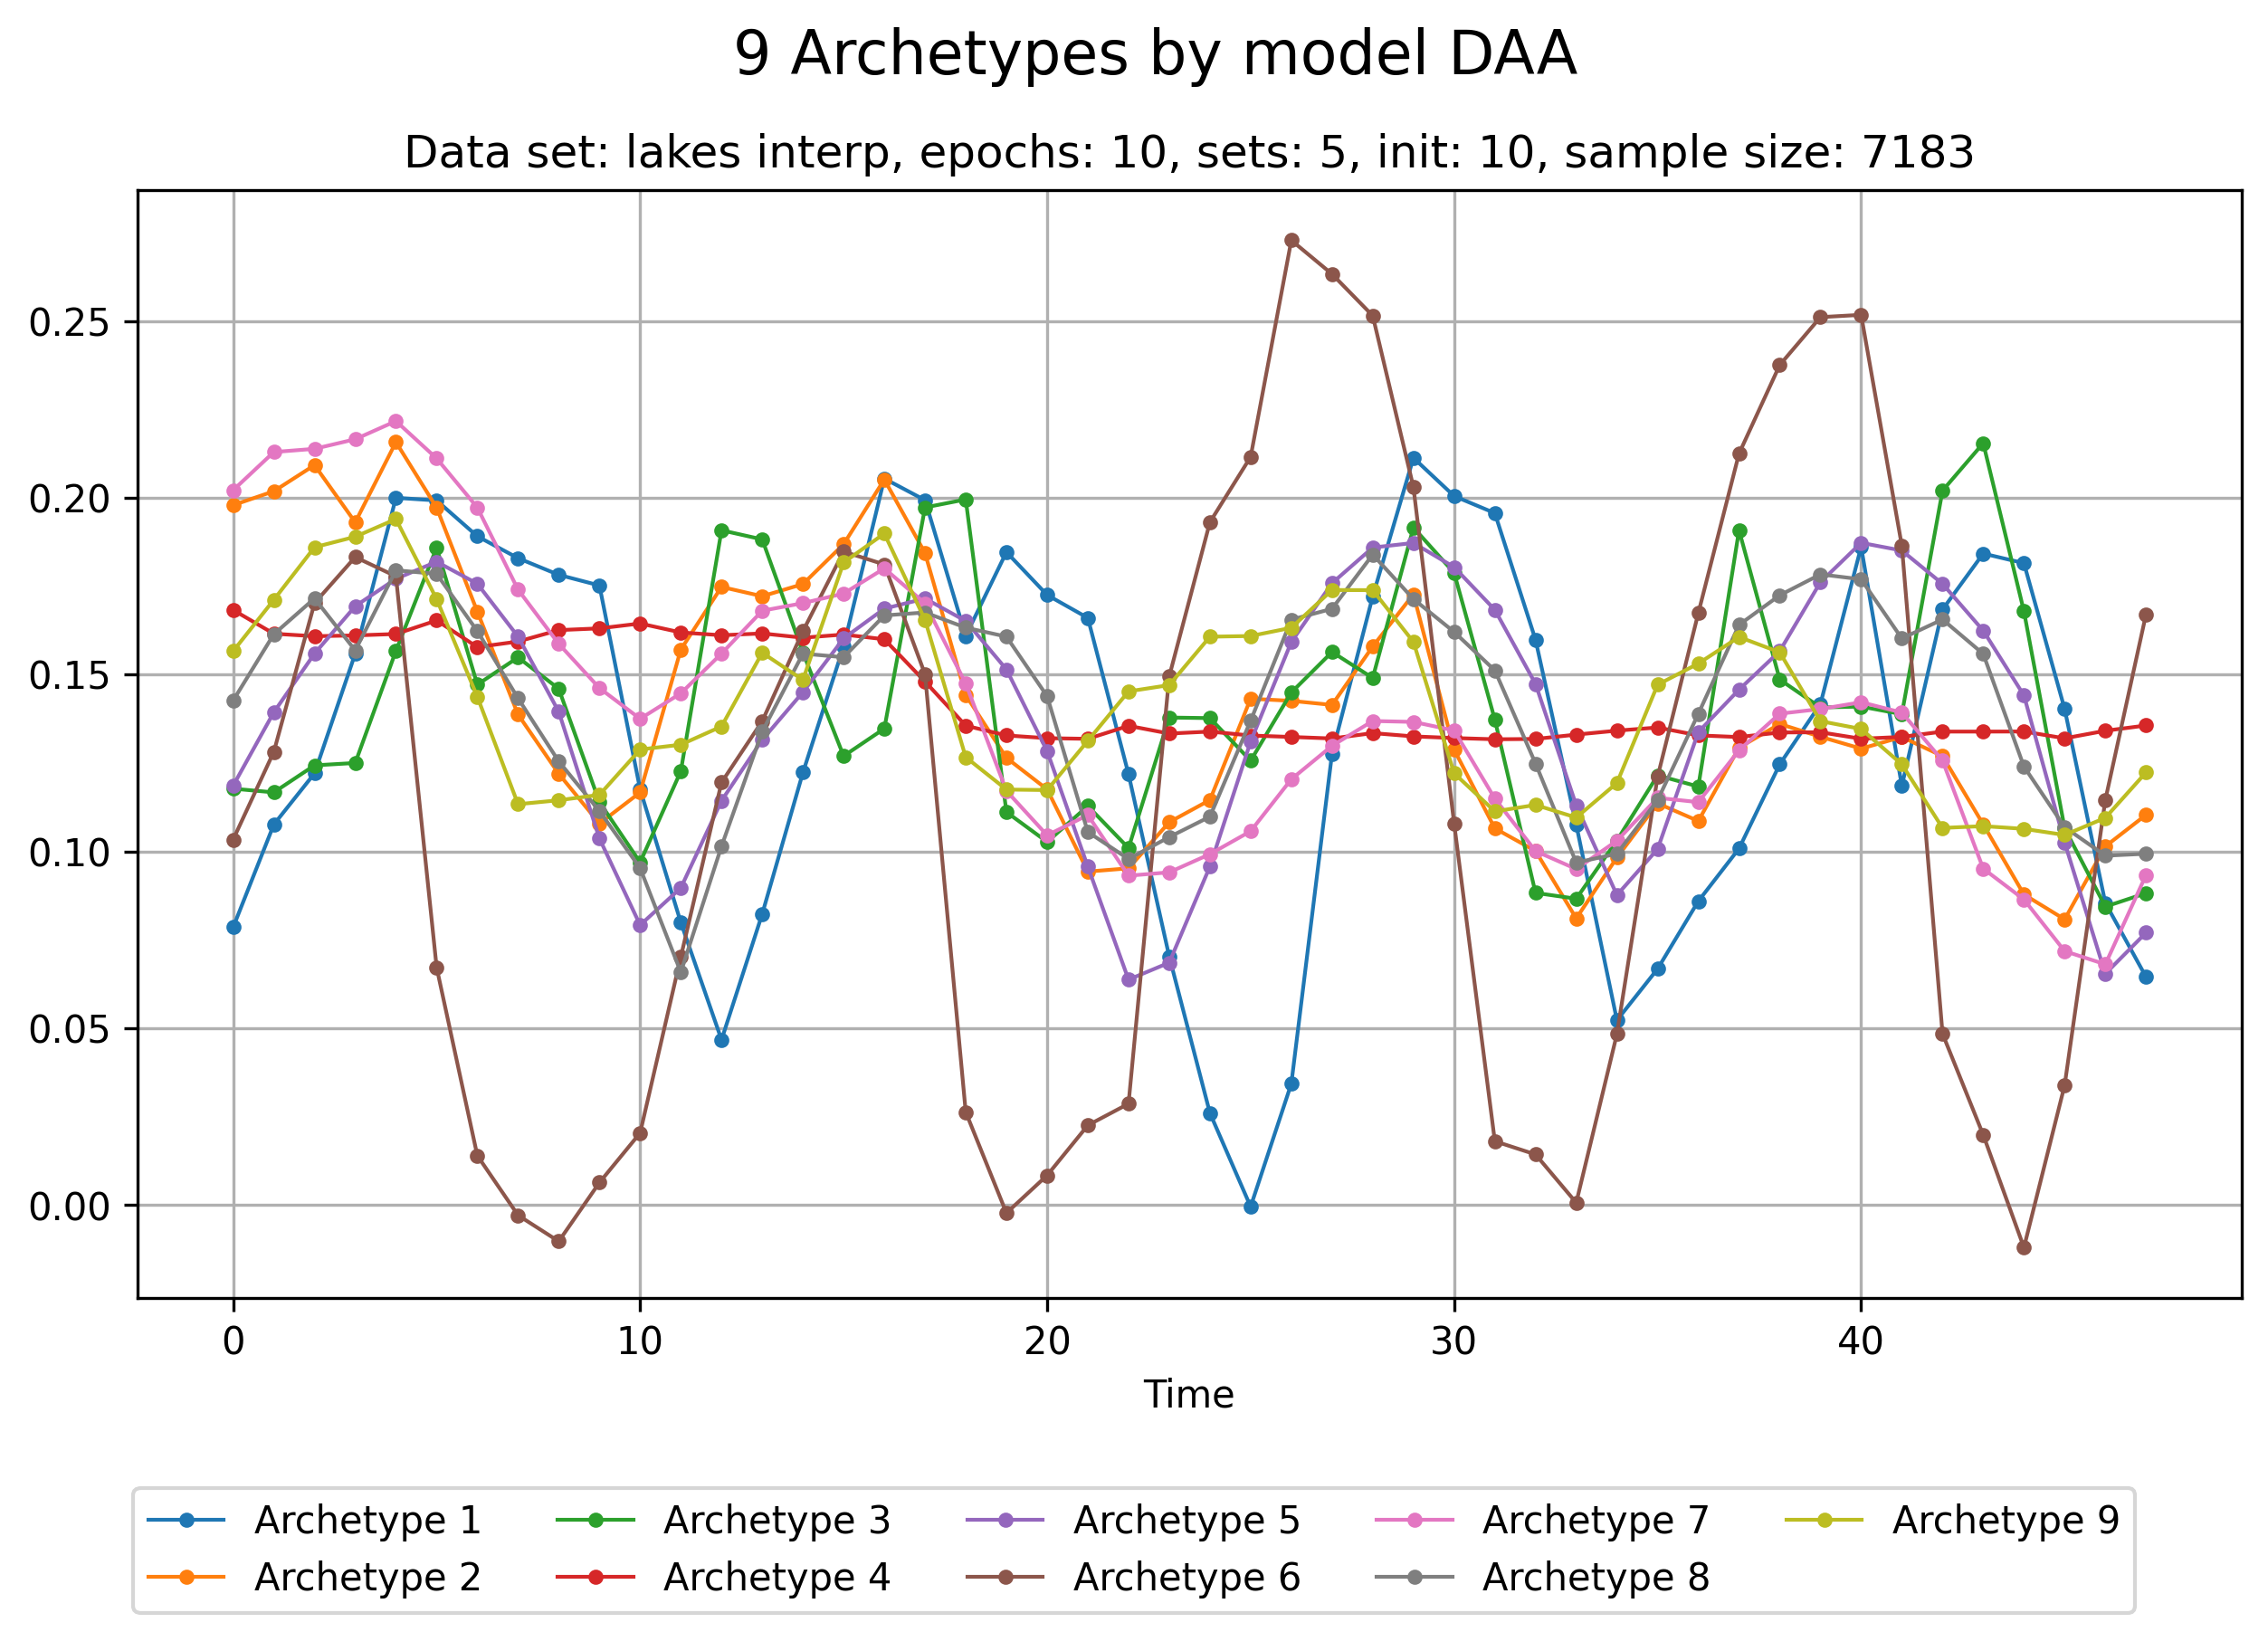 9 Archetypes by model DAA
Data set: lakes interp, epochs: 10, sets: 5, init: 10, sample size: 7183
0.25
0.20
0.15
0.10
0.05
0.00
0 10 20 30 40
Time
Archetype 1 Archetype 3 Archetype 5 Archetype 7 Archetype 9
Archetype 2 Archetype 4 Archetype 6 Archetype 8